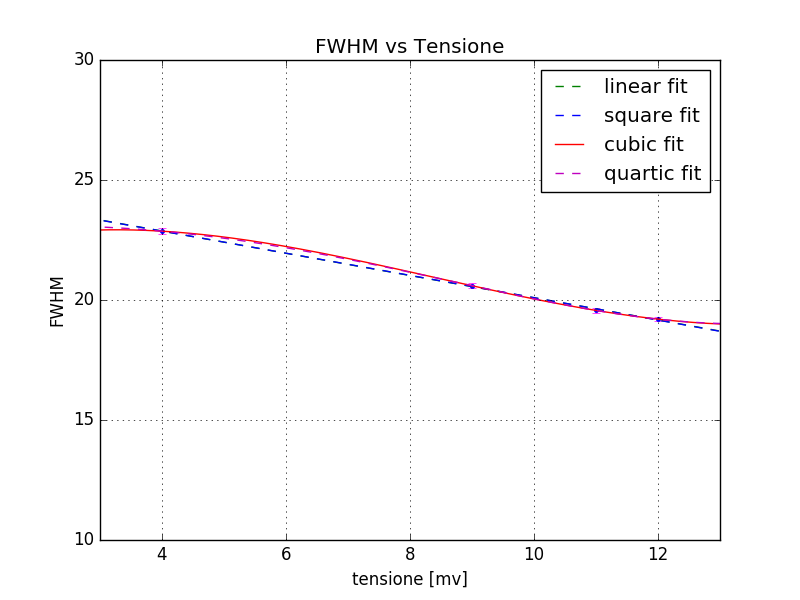 FWHM vs Tensione
30
25
20
15
10
FWHM
linear fit
square fit
cubic fit
quartic fit
4 6 8 10 12
tensione [mv]